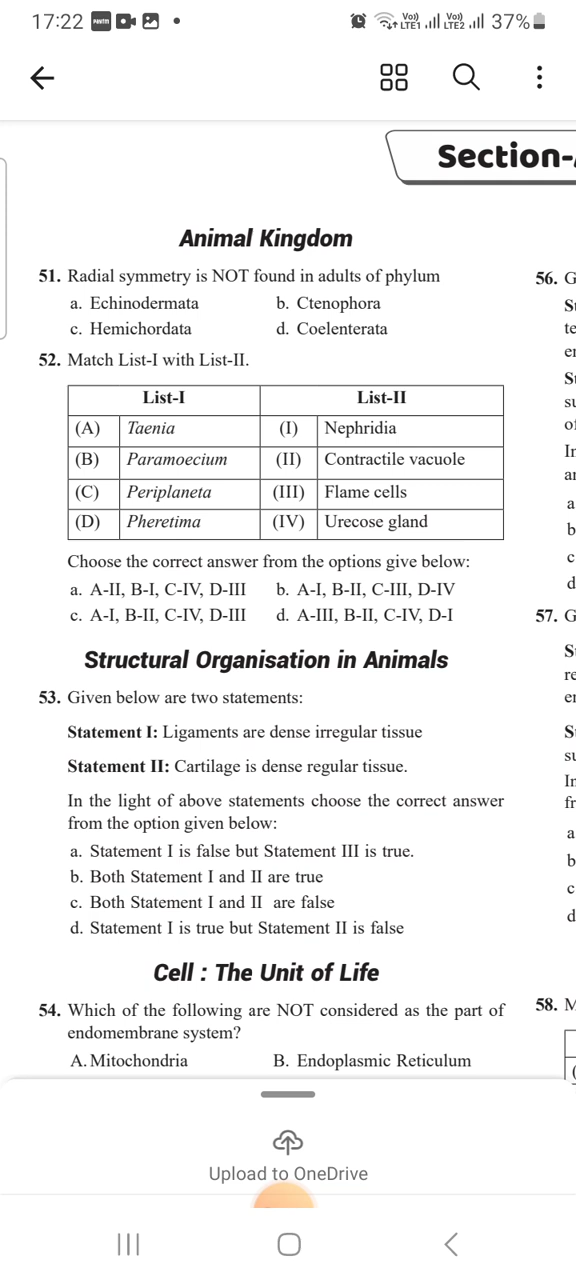 17:22 Paytm Vo)) LTE1 Vo)) LTE2 37%
Section-
Animal Kingdom
51. Radial symmetry is NOT found in adults of phylum
a. Echinodermata b. Ctenophora
c. Hemichordata d. Coelenterata
52. Match List-I with List-II.
List-I List-II
(A) Taenia (I) Nephridia
(B) Paramoecium (II) Contractile vacuole
(C) Periplaneta (III) Flame cells
(D) Pheretima (IV) Urecose gland
Choose the correct answer from the options give below:
a. A-II, B-I, C-IV, D-III b. A-I, B-II, C-III, D-IV
c. A-I, B-II, C-IV, D-III d. A-III, B-II, C-IV, D-I
Structural Organisation in Animals
53. Given below are two statements:
Statement I: Ligaments are dense irregular tissue
Statement II: Cartilage is dense regular tissue.
In the light of above statements choose the correct answer
from the option given below:
a. Statement I is false but Statement III is true.
b. Both Statement I and II are true
c. Both Statement I and II are false
d. Statement I is true but Statement II is false
Cell : The Unit of Life
54. Which of the following are NOT considered as the part of
endomembrane system?
A. Mitochondria B. Endoplasmic Reticulum
56. G
a
b
c
d
57. G
a
b
c
d
58. M
Upload to OneDrive